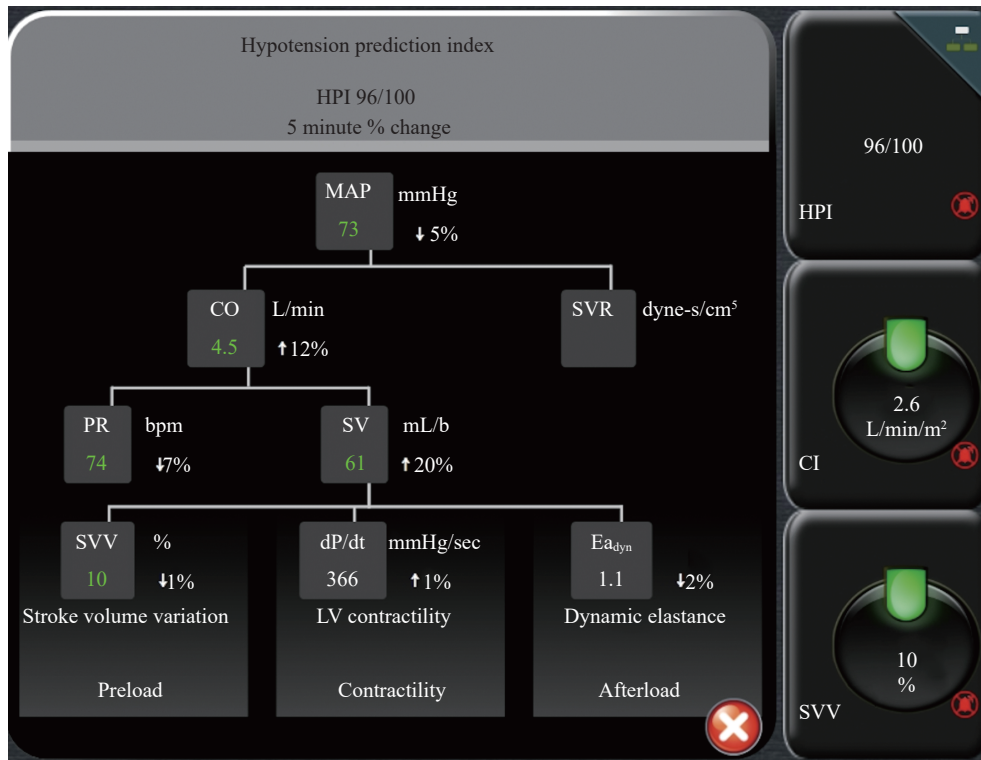 Hypotension prediction index
HPI 96/100
5 minute % change
MAP mmHg
73 ↓ 5%
CO L/min
4.5 ↑12%
SVR dyne-s/cm⁵
PR bpm
74 ↓7%
SV mL/b
61 ↑20%
SVV %
10 ↓1%
Stroke volume variation
Preload
dP/dt mmHg/sec
366 ↑1%
LV contractility
Contractility
Ea_dyn
1.1 ↓2%
Dynamic elastance
Afterload
96/100
HPI
2.6
L/min/m²
CI
10
%
SVV